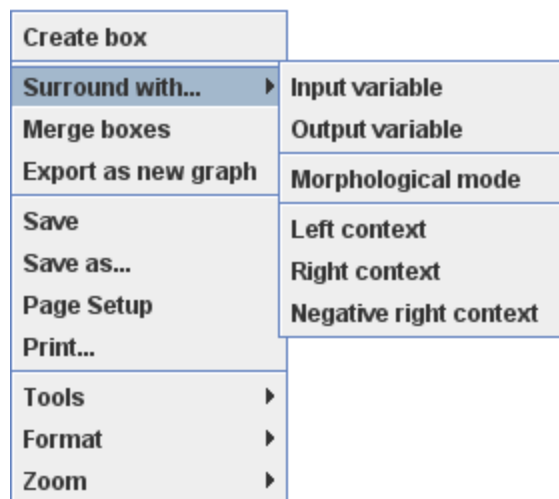 Create box
Surround with...
Merge boxes
Export as new graph
Save
Save as...
Page Setup
Print...
Tools
Format
Zoom
Input variable
Output variable
Morphological mode
Left context
Right context
Negative right context